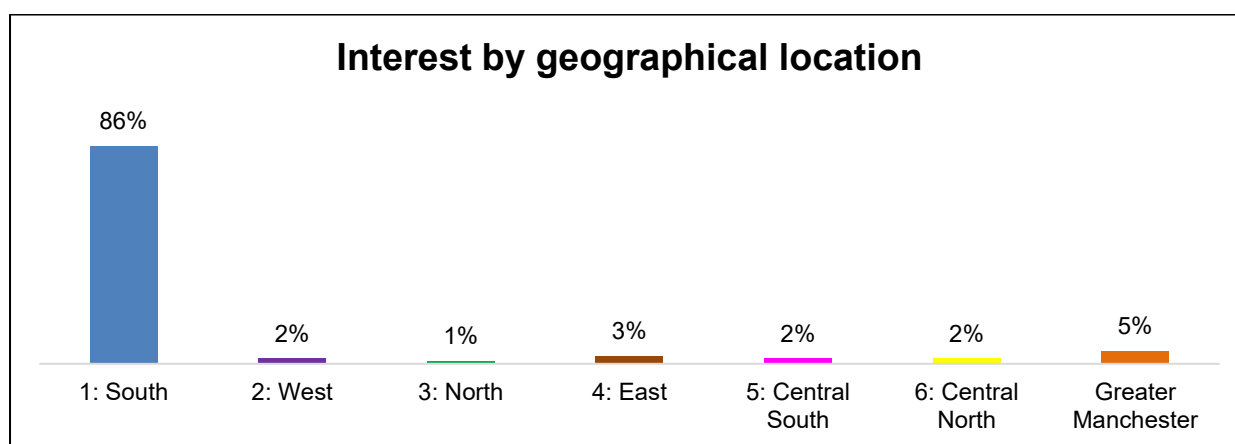 Interest by geographical location
86%
2%
1%
3%
2%
2%
5%
1: South
2: West
3: North
4: East
5: Central
South
6: Central
North
Greater
Manchester